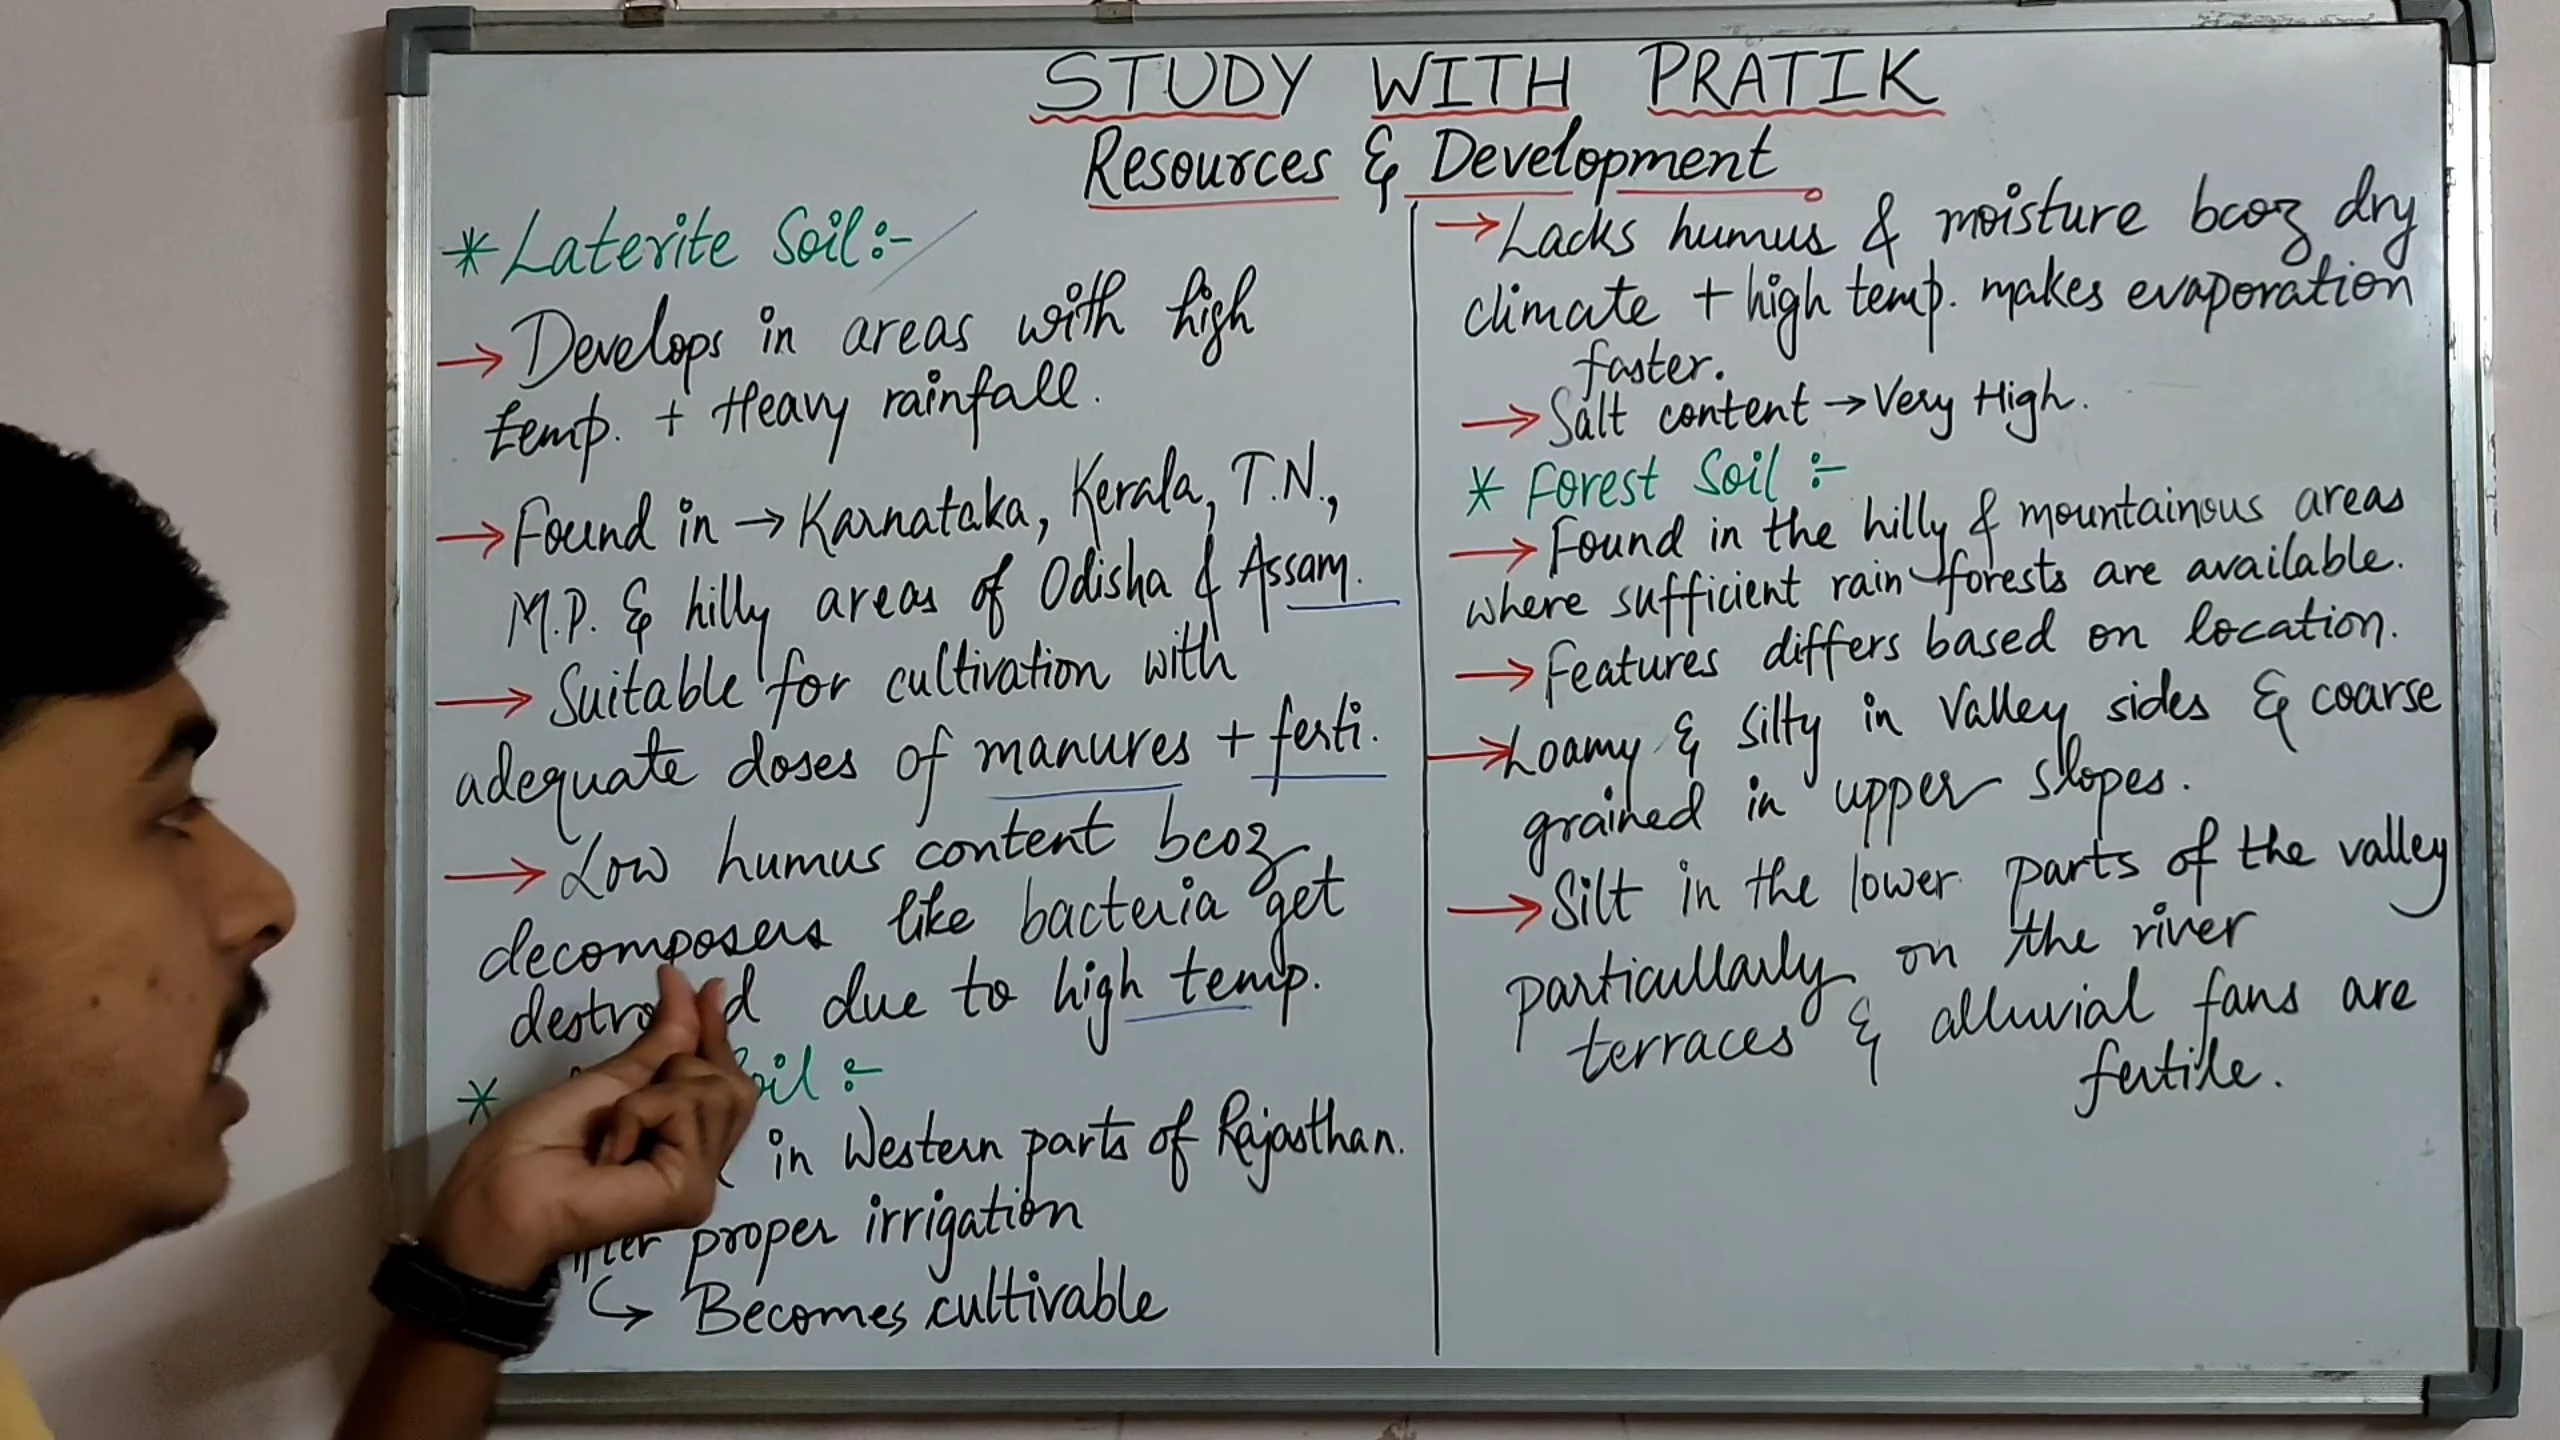 STUDY WITH PRATIK
Resources & Development
* Laterite Soil:-
→ Develops in areas with high
temp. + Heavy rainfall.
→ Found in → Karnataka, Kerala, T.N.,
M.P. & hilly areas of Odisha & Assam.
→ Suitable for cultivation with
adequate doses of manures + ferti.
→ Low humus content bcoz
decomposers like bacteria get
due to high temp.
*
in Western parts of Rajasthan.
proper irrigation
↳ Becomes cultivable
→ Lacks humus & moisture bcoz dry
climate + high temp. makes evaporation
faster.
→ Salt content → Very High.
* Forest Soil :-
→ Found in the hilly & mountainous areas
where sufficient rain forests are available.
→ Features differs based on location.
→ Loamy & silty in valley sides & coarse
grained in upper slopes.
→ Silt in the lower parts of the valley
particullarly on the river
terraces & alluvial fans are
fertile.